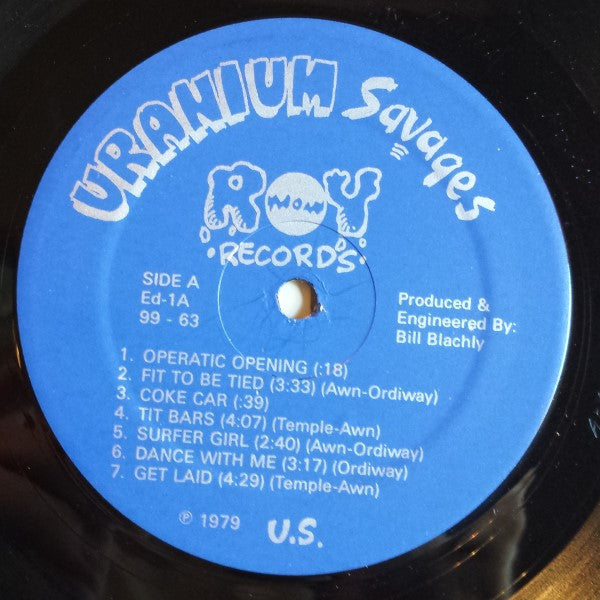 URANIUM Savages
ROY
MOM
RECORDS
SIDE A
Ed-1A
99 - 63
Produced &
Engineered By:
Bill Blachly
1. OPERATIC OPENING (:18)
2. FIT TO BE TIED (3:33) (Awn-Ordiway)
3. COKE CAR (:39)
4. TIT BARS (4:07) (Temple-Awn)
5. SURFER GIRL (2:40) (Awn-Ordiway)
6. DANCE WITH ME (3:17) (Ordiway)
7. GET LAID (4:29) (Temple-Awn)
℗ 1979 U.S.